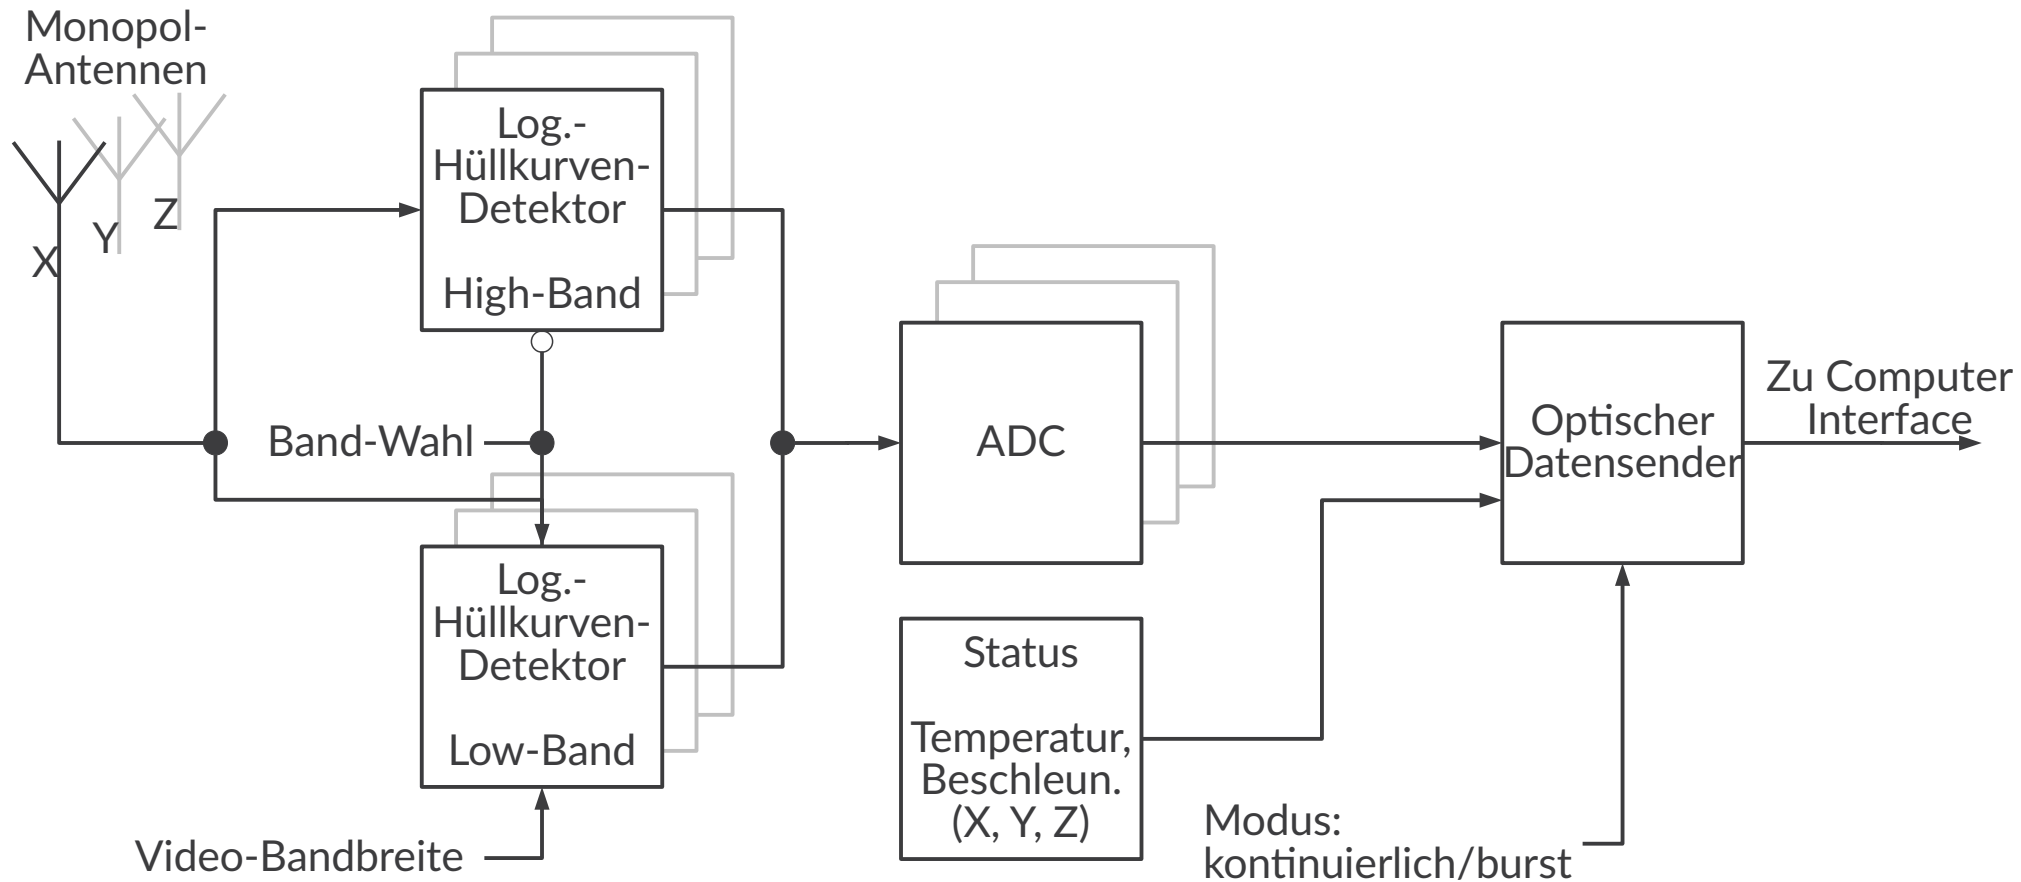 Monopol-
Antennen
X
Y
Z
Log.-
Hüllkurven-
Detektor
High-Band
Band-Wahl
Log.-
Hüllkurven-
Detektor
Low-Band
Video-Bandbreite
ADC
Status
Temperatur,
Beschleun.
(X, Y, Z)
Optischer
Datensender
Zu Computer
Interface
Modus:
kontinuierlich/burst